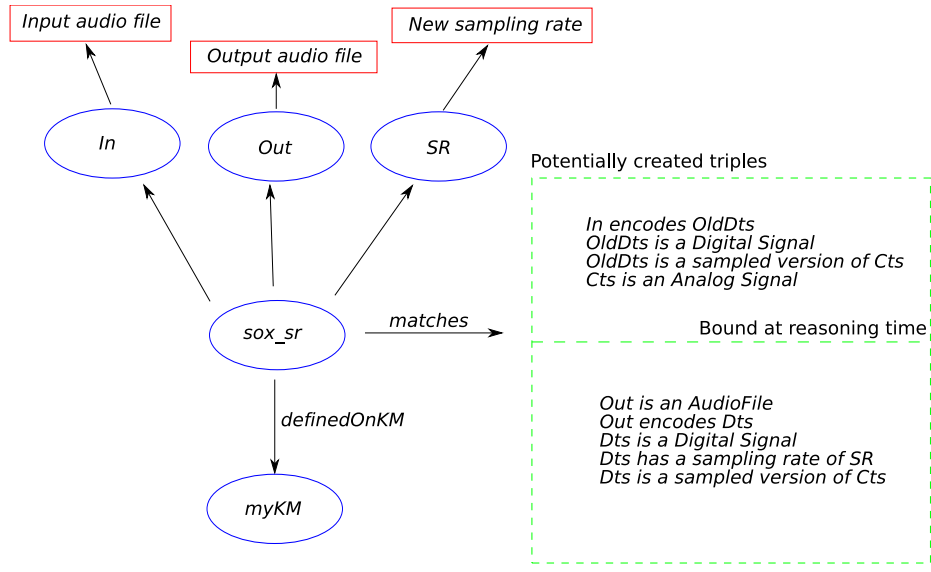 Input audio file
Output audio file
New sampling rate
In
Out
SR
Potentially created triples
In encodes OldDts
OldDts is a Digital Signal
OldDts is a sampled version of Cts
Cts is an Analog Signal
sox_sr
matches
Bound at reasoning time
definedOnKM
Out is an AudioFile
Out encodes Dts
Dts is a Digital Signal
Dts has a sampling rate of SR
Dts is a sampled version of Cts
myKM